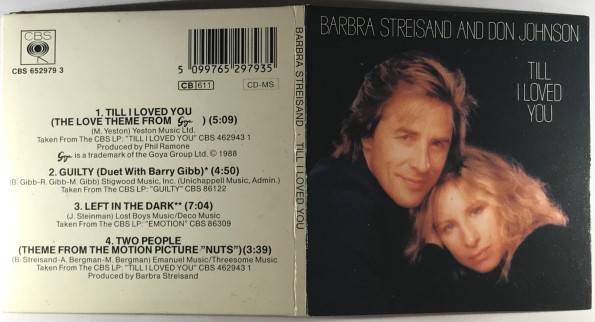 CBS
CBS 652979 3
5 099765 297935
CB 611
CD-MS
1. TILL I LOVED YOU
(THE LOVE THEME FROM Goya) (5:09)
(M. Yeston) Yeston Music Ltd.
Taken From The CBS LP: "TILL I LOVED YOU" CBS 462943 1
Produced by Phil Ramone
Goya is a trademark of the Goya Group Ltd. © 1988
2. GUILTY (Duet With Barry Gibb)* (4:50)
(B. Gibb-R. Gibb-M. Gibb) Stigwood Music, Inc. (Unichappell Music, Admin.)
Taken From The CBS LP: "GUILTY" CBS 86122
3. LEFT IN THE DARK** (7:04)
(J. Steinman) Lost Boys Music/Deco Music
Taken From The CBS LP: "EMOTION" CBS 86309
4. TWO PEOPLE
(THEME FROM THE MOTION PICTURE "NUTS")(3:39)
(B. Streisand-A. Bergman-M. Bergman) Emanuel Music/Threesome Music
Taken From The CBS LP: "TILL I LOVED YOU" CBS 462943 1
Produced by Barbra Streisand
BARBRA STREISAND · TILL I LOVED YOU
BARBRA STREISAND AND DON JOHNSON
TILL
I LOVED
YOU